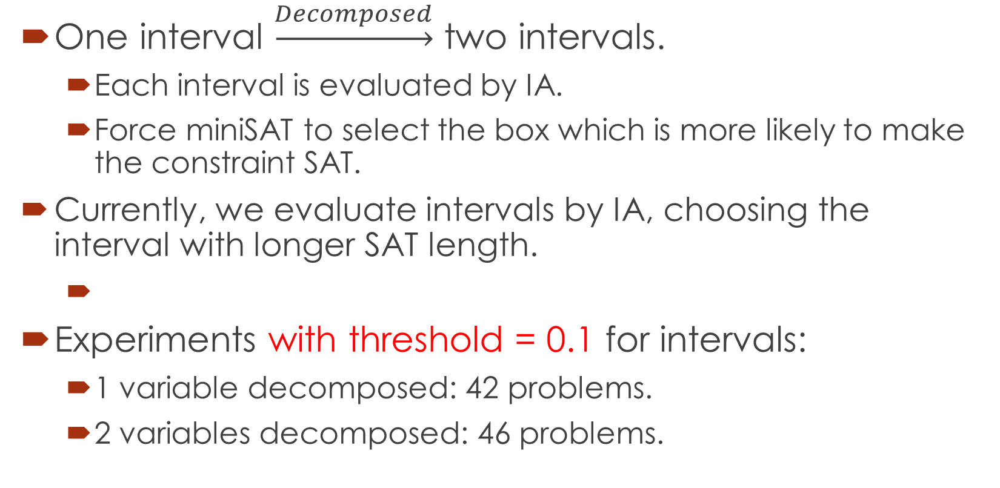 One interval \xrightarrow{Decomposed} two intervals.
Each interval is evaluated by IA.
Force miniSAT to select the box which is more likely to make
the constraint SAT.
Currently, we evaluate intervals by IA, choosing the
interval with longer SAT length.
Experiments with threshold = 0.1 for intervals:
1 variable decomposed: 42 problems.
2 variables decomposed: 46 problems.